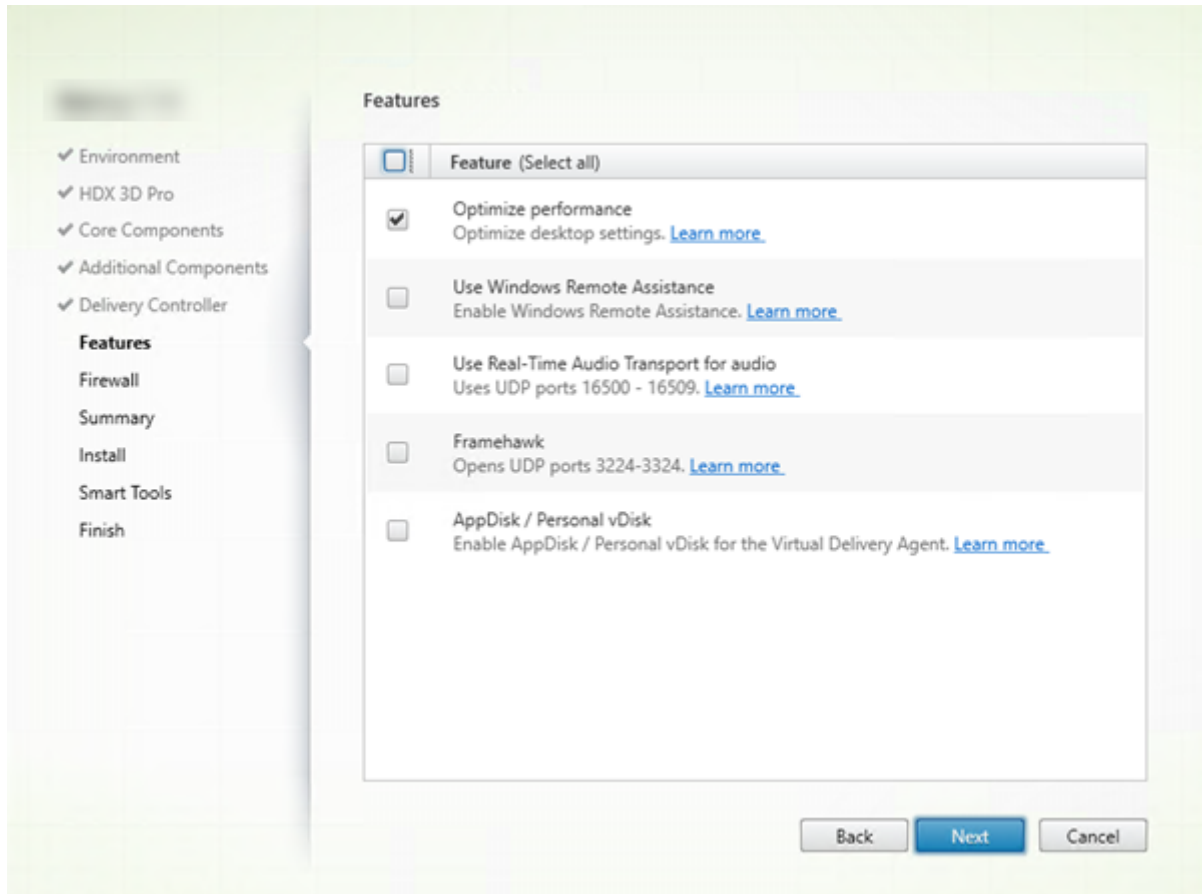 Environment
HDX 3D Pro
Core Components
Additional Components
Delivery Controller
Features
Firewall
Summary
Install
Smart Tools
Finish
Features
Feature (Select all)
Optimize performance
Optimize desktop settings. Learn more
Use Windows Remote Assistance
Enable Windows Remote Assistance. Learn more
Use Real-Time Audio Transport for audio
Uses UDP ports 16500 - 16509. Learn more
Framehawk
Opens UDP ports 3224-3324. Learn more
AppDisk / Personal vDisk
Enable AppDisk / Personal vDisk for the Virtual Delivery Agent. Learn more
Back Next Cancel